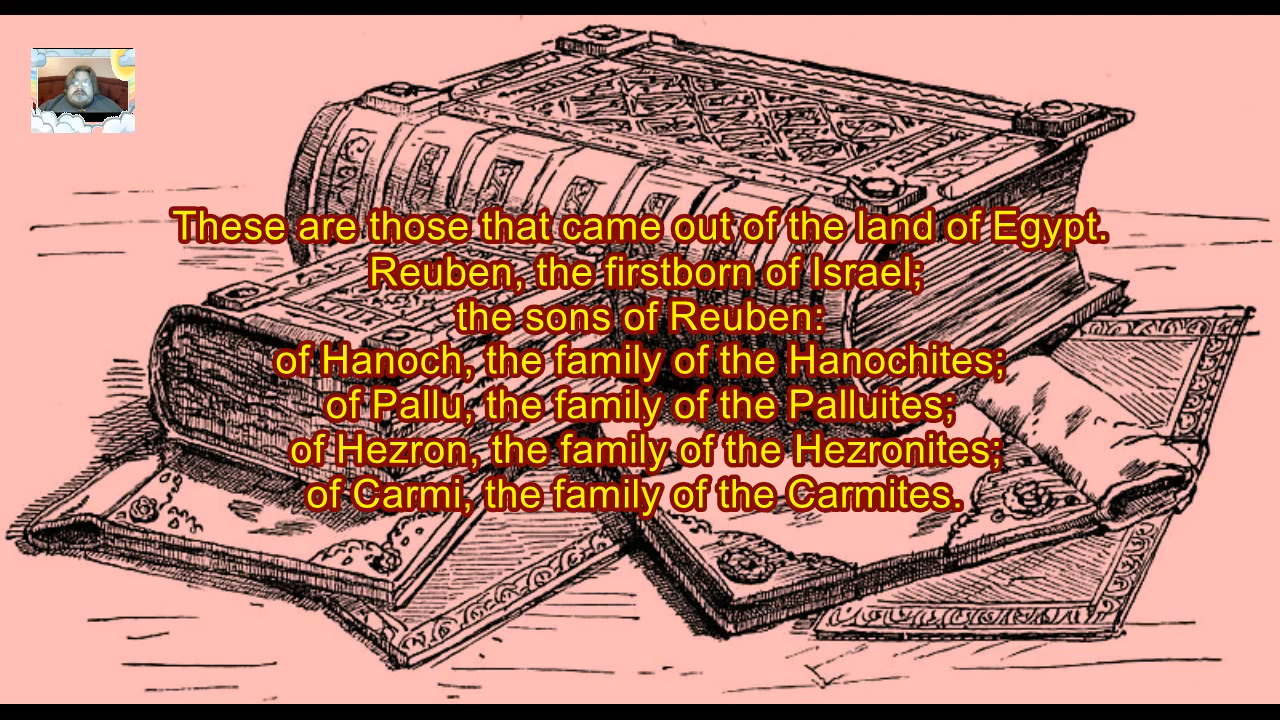 These are those that came out of the land of Egypt.
Reuben, the firstborn of Israel;
the sons of Reuben:
of Hanoch, the family of the Hanochites;
of Pallu, the family of the Palluites;
of Hezron, the family of the Hezronites;
of Carmi, the family of the Carmites.